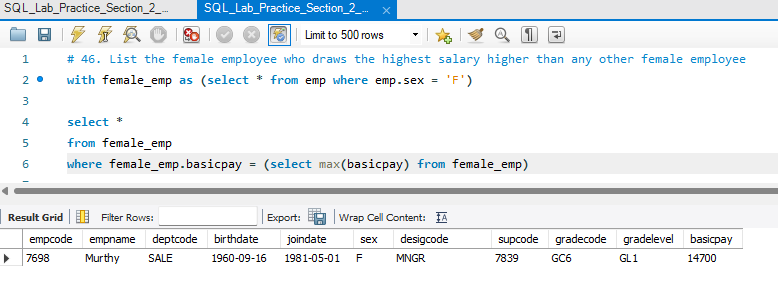 SQL_Lab_Practice_Section_2_... SQL_Lab_Practice_Section_2_... ×
Limit to 500 rows
1 # 46. List the female employee who draws the highest salary higher than any other female employee
2 with female_emp as (select * from emp where emp.sex = 'F')
3
4 select *
5 from female_emp
6 where female_emp.basicpay = (select max(basicpay) from female_emp)
Result Grid Filter Rows: Export: Wrap Cell Content: IA
empcode empname deptcode birthdate joindate sex desigcode supcode gradecode gradelevel basicpay
7698 Murthy SALE 1960-09-16 1981-05-01 F MNGR 7839 GC6 GL1 14700